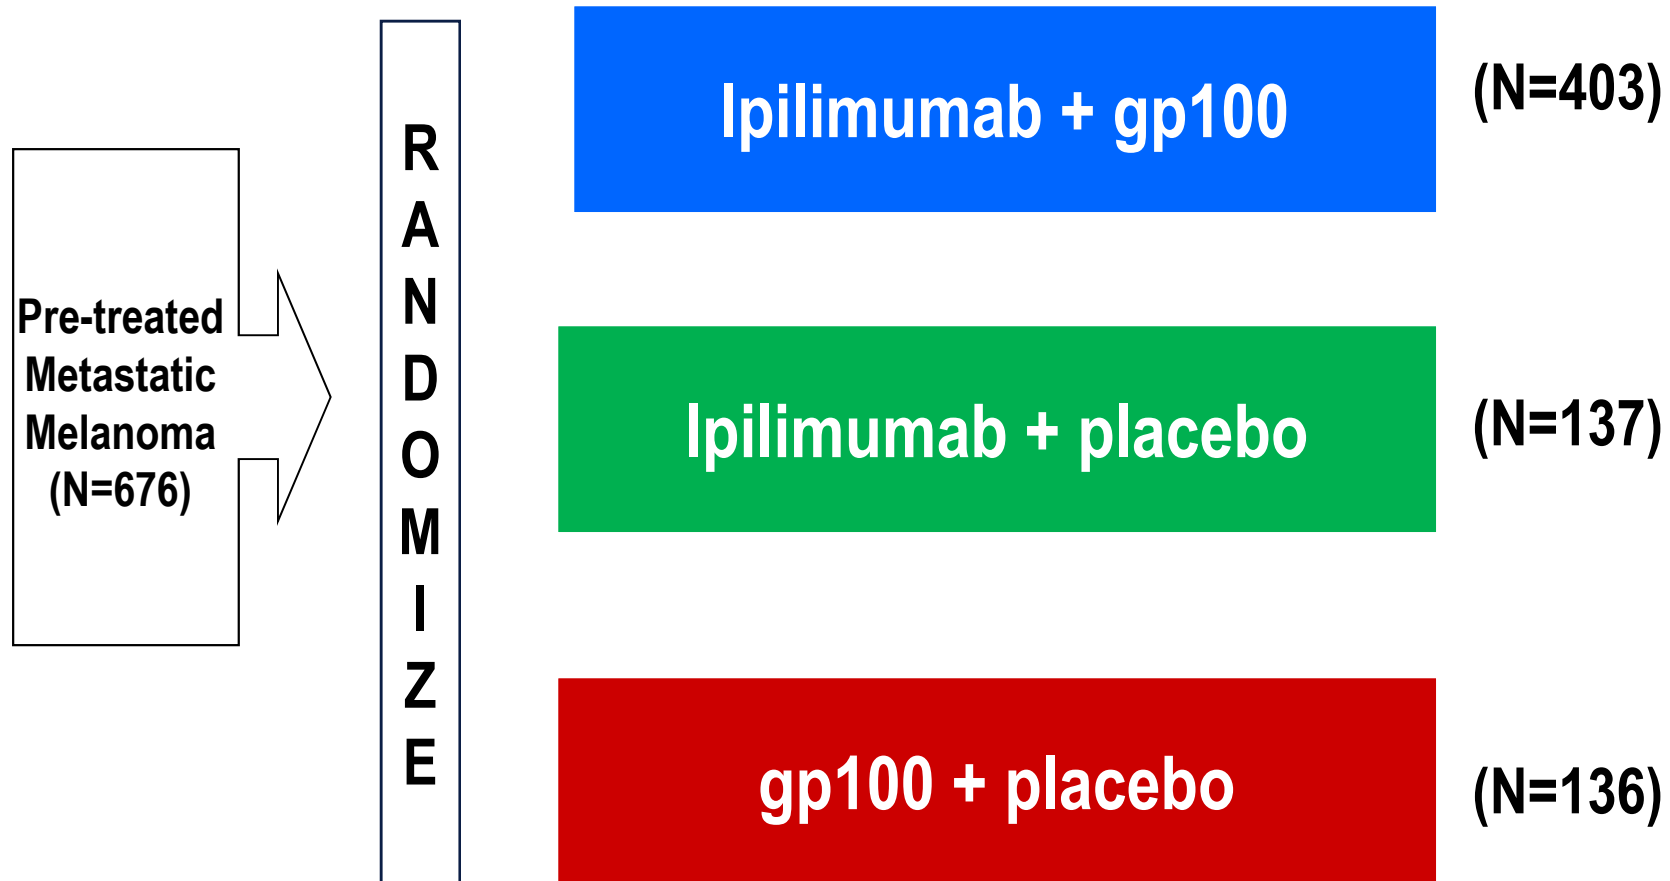 Pre-treated
Metastatic
Melanoma
(N=676)
R
A
N
D
O
M
I
Z
E
Ipilimumab + gp100
(N=403)
Ipilimumab + placebo
(N=137)
gp100 + placebo
(N=136)